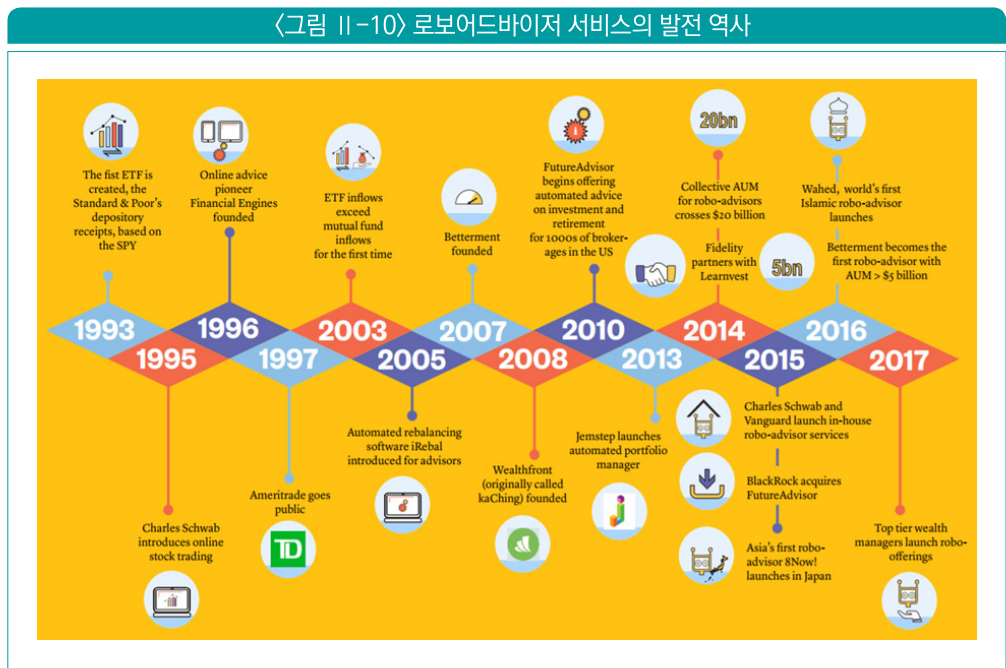 〈그림 Ⅱ-10〉 로보어드바이저 서비스의 발전 역사
The fist ETF is
created, the
Standard & Poor's
depository
receipts, based on
the SPY
Online advice
pioneer
Financial Engines
founded
ETF inflows
exceed
mutual fund
inflows
for the first time
Betterment
founded
FutureAdvisor
begins offering
automated advice
on investment and
retirement
for 1000s of broker-
ages in the US
20bn
Collective AUM
for robo-advisors
crosses $20 billion
Fidelity
partners with
Learnvest
Wahed, world's first
Islamic robo-advisor
launches
5bn
Betterment becomes the
first robo-advisor with
AUM > $5 billion
1993
1995
1996
1997
2003
2005
2007
2008
2010
2013
2014
2015
2016
2017
Charles Schwab
introduces online
stock trading
Ameritrade goes
public
TD
Automated rebalancing
software iRebal
introduced for advisors
Wealthfront
(originally called
kaChing) founded
Jemstep launches
automated portfolio
manager
Charles Schwab and
Vanguard launch in-house
robo-advisor services
BlackRock acquires
FutureAdvisor
Asia's first robo-
advisor 8Now!
launches in Japan
Top tier wealth
managers launch robo-
offerings